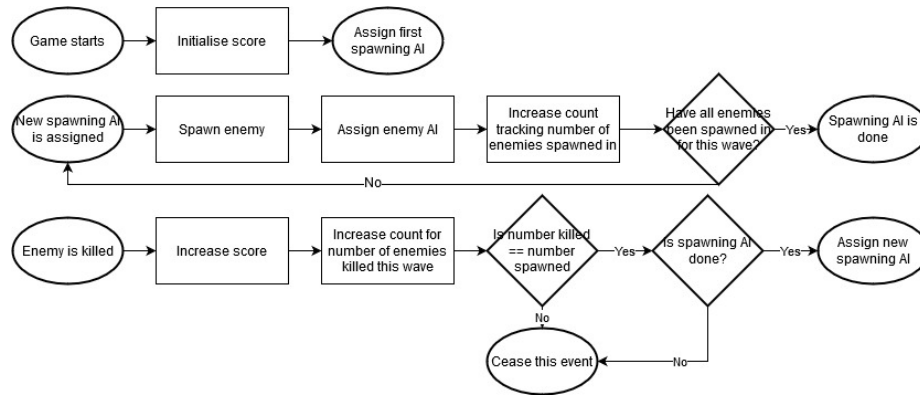 Game starts
Initialise score
Assign first
spawning AI
New spawning AI
is assigned
Spawn enemy
Assign enemy AI
Increase count
tracking number of
enemies spawned in
Have all enemies
been spawned in
for this wave?
Yes
Spawning AI is
done
No
Enemy is killed
Increase score
Increase count for
number of enemies
killed this wave
Is number killed
== number
spawned
Yes
Is spawning AI
done?
Yes
Assign new
spawning AI
No
Cease this event
No